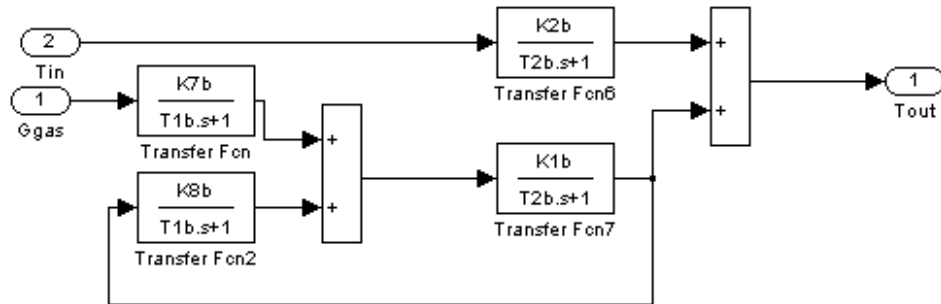 2
Tin
K2b
T2b.s+1
Transfer Fcn6
+
+
1
Tout
1
Ggas
K7b
T1b.s+1
Transfer Fcn
+
+
K8b
T1b.s+1
Transfer Fcn2
K1b
T2b.s+1
Transfer Fcn7